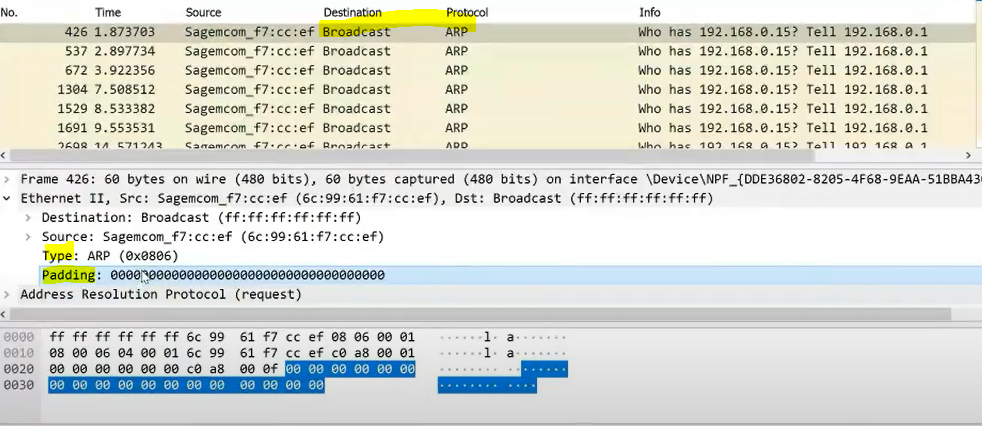 No. Time Source Destination Protocol Info
426 1.873703 Sagemcom_f7:cc:ef Broadcast ARP Who has 192.168.0.15? Tell 192.168.0.1
537 2.897734 Sagemcom_f7:cc:ef Broadcast ARP Who has 192.168.0.15? Tell 192.168.0.1
672 3.922356 Sagemcom_f7:cc:ef Broadcast ARP Who has 192.168.0.15? Tell 192.168.0.1
1304 7.508512 Sagemcom_f7:cc:ef Broadcast ARP Who has 192.168.0.15? Tell 192.168.0.1
1529 8.533382 Sagemcom_f7:cc:ef Broadcast ARP Who has 192.168.0.15? Tell 192.168.0.1
1691 9.553531 Sagemcom_f7:cc:ef Broadcast ARP Who has 192.168.0.15? Tell 192.168.0.1
2698 14.571243 Sagemcom_f7:cc:ef Broadcast ARP Who has 192.168.0.15? Tell 192.168.0.1
Frame 426: 60 bytes on wire (480 bits), 60 bytes captured (480 bits) on interface \Device\NPF_{DDE36802-8205-4F68-9EAA-51BBA43
Ethernet II, Src: Sagemcom_f7:cc:ef (6c:99:61:f7:cc:ef), Dst: Broadcast (ff:ff:ff:ff:ff:ff)
Destination: Broadcast (ff:ff:ff:ff:ff:ff)
Source: Sagemcom_f7:cc:ef (6c:99:61:f7:cc:ef)
Type: ARP (0x0806)
Padding: 000000000000000000000000000000000000
Address Resolution Protocol (request)
0000 ff ff ff ff ff ff 6c 99 61 f7 cc ef 08 06 00 01 ······l· a·······
0010 08 00 06 04 00 01 6c 99 61 f7 cc ef c0 a8 00 01 ······l· a·······
0020 00 00 00 00 00 00 c0 a8 00 0f 00 00 00 00 00 00 ········ ········
0030 00 00 00 00 00 00 00 00 00 00 00 00 ········ ····